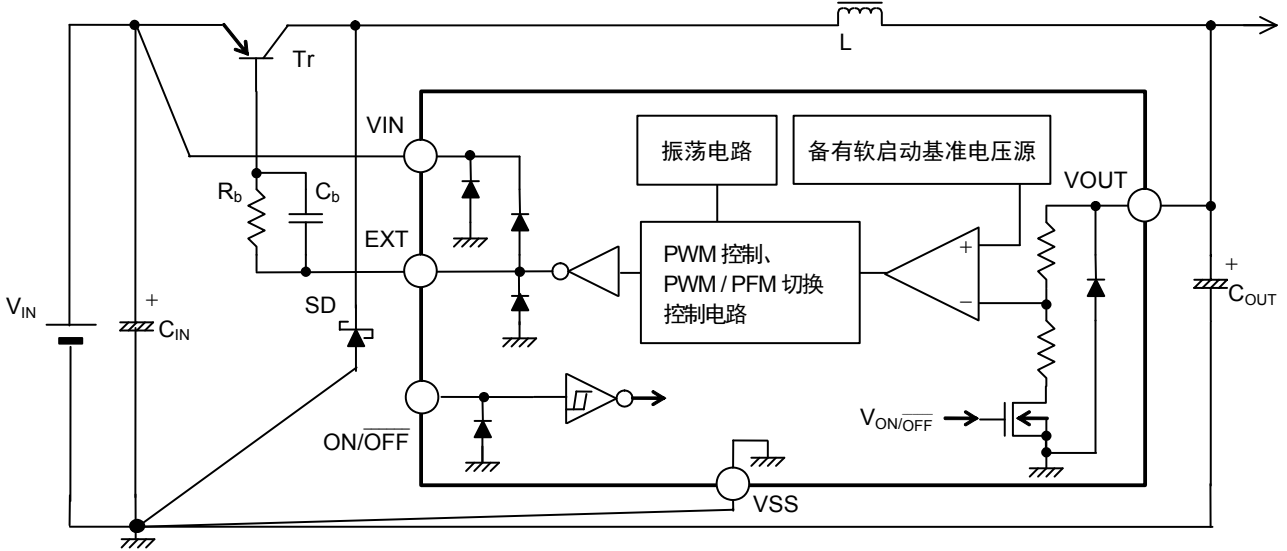 L
Tr
VIN
振荡电路
备有软启动基准电压源
VOUT
Rb
Cb
EXT
+
−
PWM 控制、
PWM / PFM 切换
控制电路
+
COUT
VIN
+
CIN
SD
ON/OFF
VON/OFF
VSS